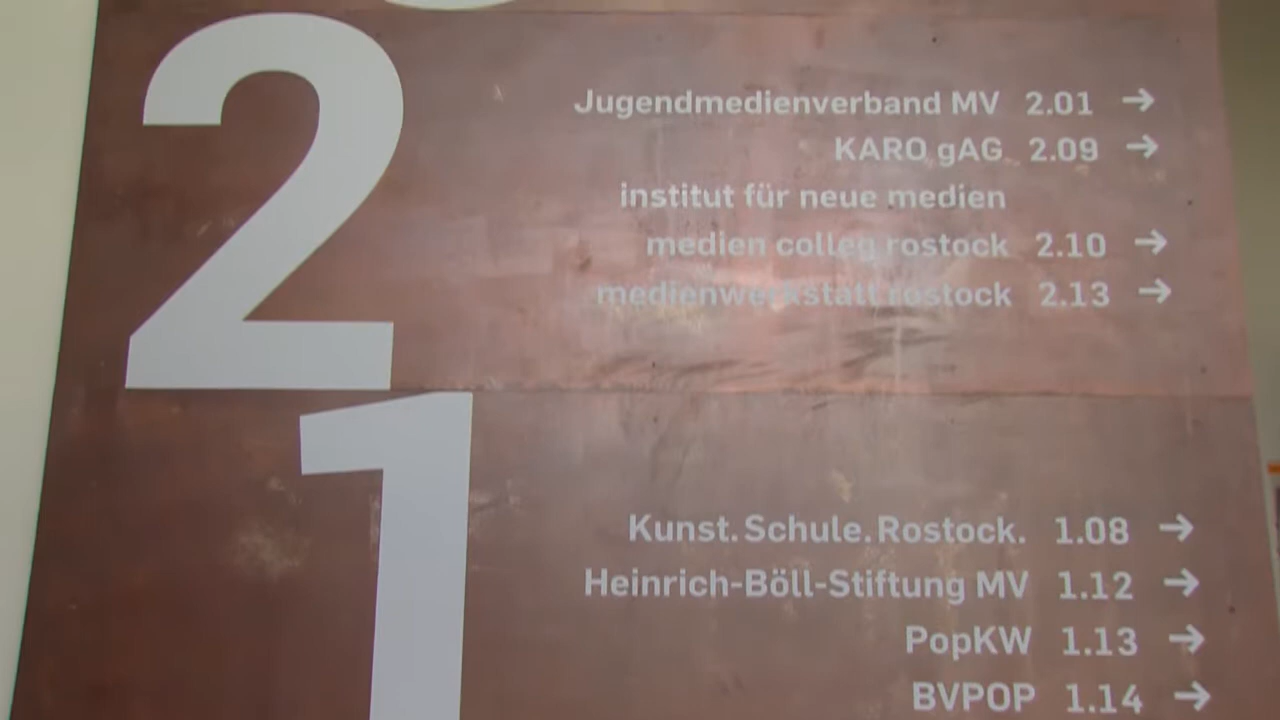 2
Jugendmedienverband MV 2.01 →
KARO gAG 2.09 →
institut für neue medien
medien colleg rostock 2.10 →
medienwerkstatt rostock 2.13 →
1
Kunst.Schule.Rostock. 1.08 →
Heinrich-Böll-Stiftung MV 1.12 →
PopKW 1.13 →
BVPOP 1.14 →